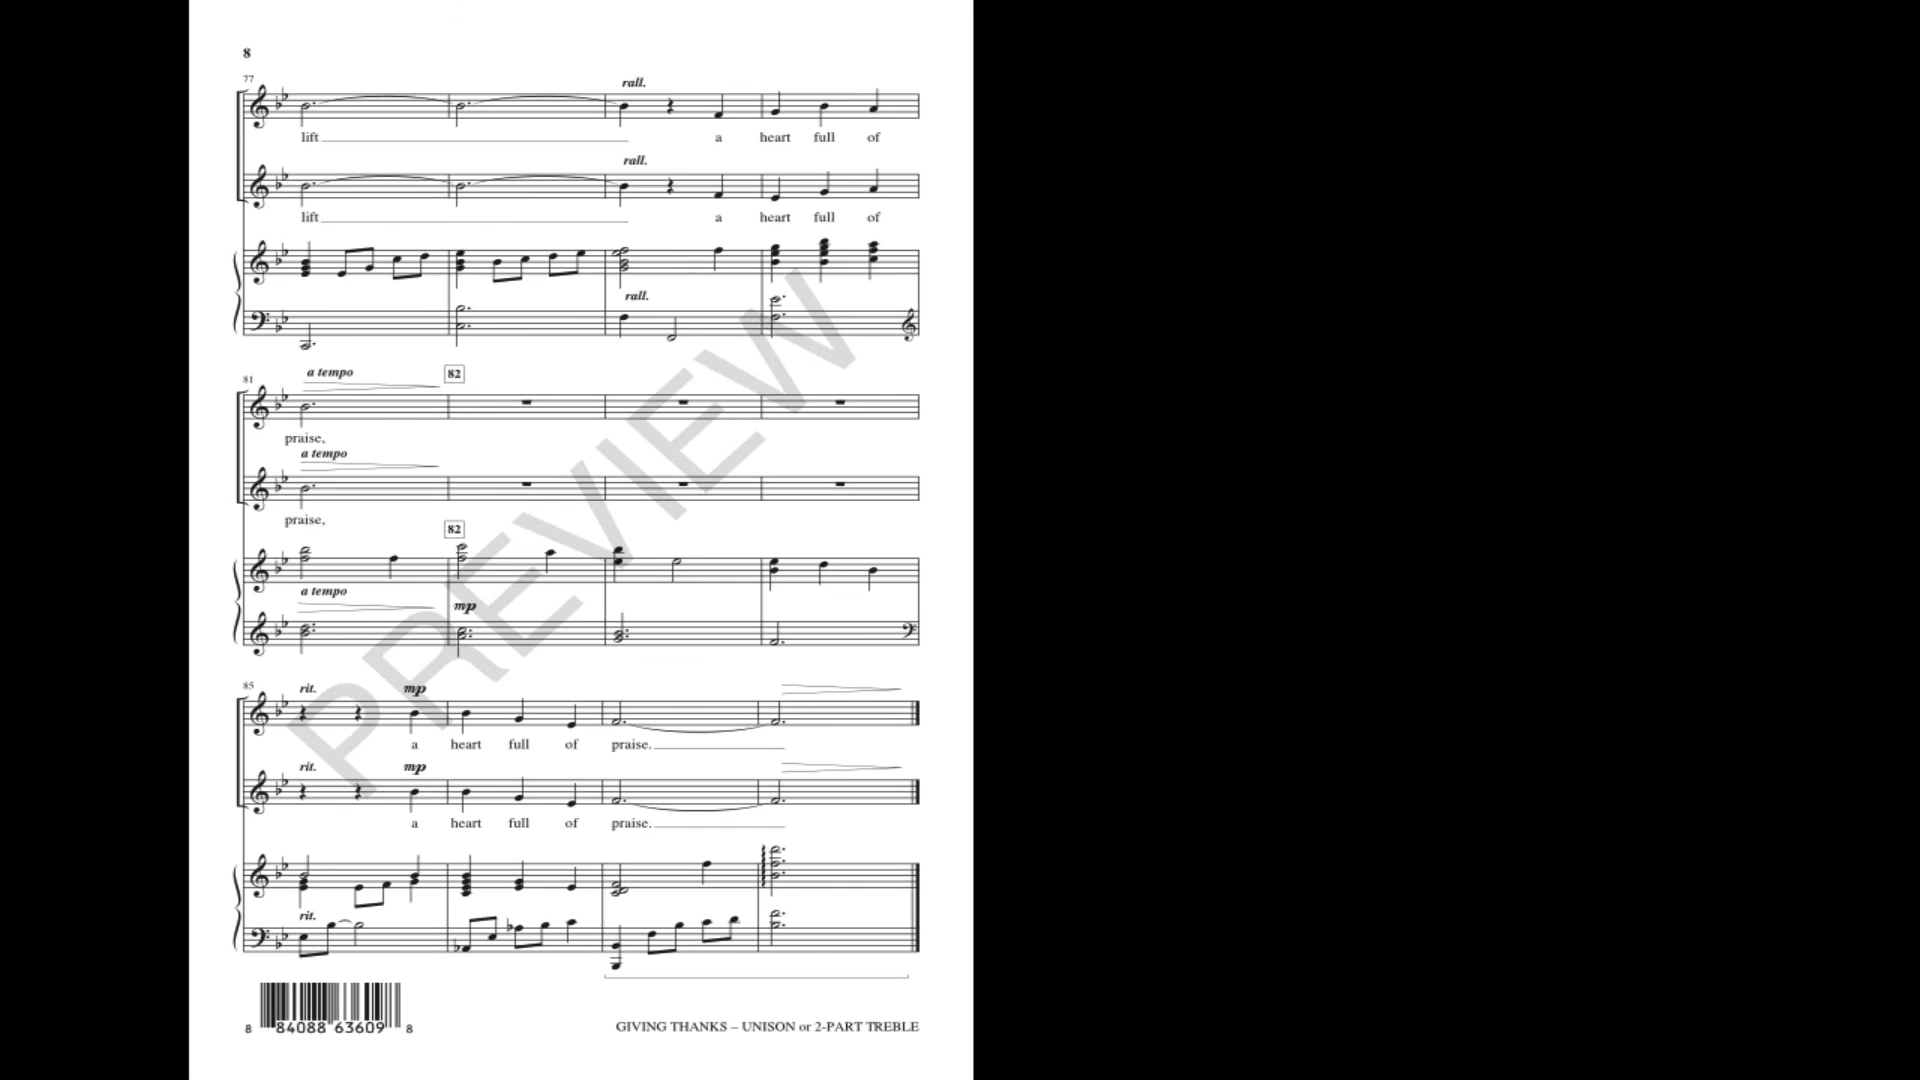 8
77
rall.
lift a heart full of
rall.
lift a heart full of
rall.
81
a tempo
82
praise,
a tempo
praise,
82
a tempo
mp
85
rit. mp
a heart full of praise.
rit. mp
a heart full of praise.
rit.
PREVIEW
8 84088 63609 8
GIVING THANKS – UNISON or 2-PART TREBLE